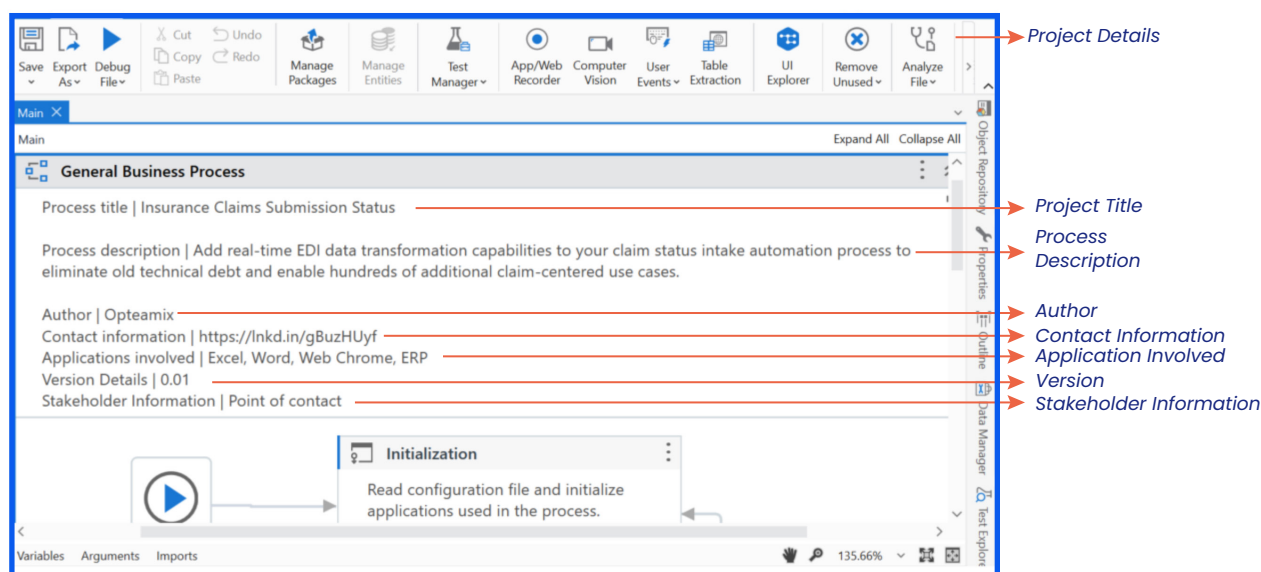 Save Export As Debug File
Cut Undo
Copy Redo
Paste
Manage Packages
Manage Entities
Test Manager
App/Web Recorder
Computer Vision
User Events
Table Extraction
UI Explorer
Remove Unused
Analyze File
Project Details
Main
Main Expand All Collapse All
General Business Process
Process title | Insurance Claims Submission Status
Project Title
Process description | Add real-time EDI data transformation capabilities to your claim status intake automation process to
eliminate old technical debt and enable hundreds of additional claim-centered use cases.
Process
Description
Author | Opteamix
Author
Contact information | https://lnkd.in/gBuzHUyf
Contact Information
Applications involved | Excel, Word, Web Chrome, ERP
Application Involved
Version Details | 0.01
Version
Stakeholder Information | Point of contact
Stakeholder Information
Initialization
Read configuration file and initialize
applications used in the process.
Object Repository
Properties
Outline
Data Manager
Test Explore
Variables Arguments Imports 135.66%